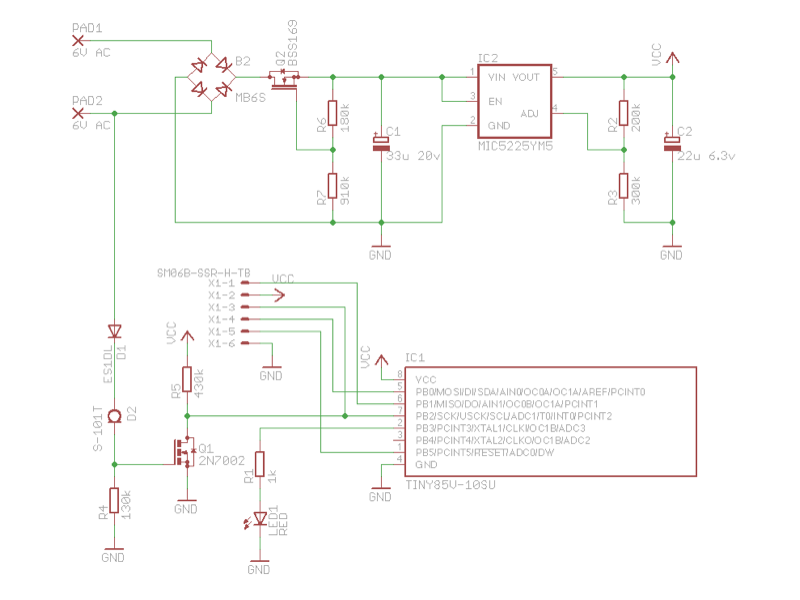 PAD1
6V AC
PAD2
6V AC
B2
MB6S
Q2
BSS169
R6
180k
R7
910k
C1
33u 20v
GND
IC2
1 VIN VOUT 5
3 EN
ADJ 4
2 GND
MIC5225YM5
R2
200k
R3
300k
VCC
C2
22u 6.3v
GND
SM06B-SSR-H-TB
X1-1
X1-2
X1-3
X1-4
X1-5
X1-6
VCC
GND
ES1DL
D1
S-101T
D2
R4
130k
GND
VCC
R5
430k
Q1
2N7002
GND
R1
1k
LED1
RED
GND
VCC
IC1
8 VCC
5 PB0/MOSI/DI/SDA/AIN0/OC0A/OC1A/AREF/PCINT0
6 PB1/MISO/DO/AIN1/OC0B/OC1A/PCINT1
7 PB2/SCK/USCK/SCL/ADC1/T0/INT0/PCINT2
2 PB3/PCINT3/XTAL1/CLKI/OC1B/ADC3
3 PB4/PCINT4/XTAL2/CLKO/OC1B/ADC2
1 PB5/PCINT5/RESET/ADC0/DW
4 GND
TINY85V-10SU
GND